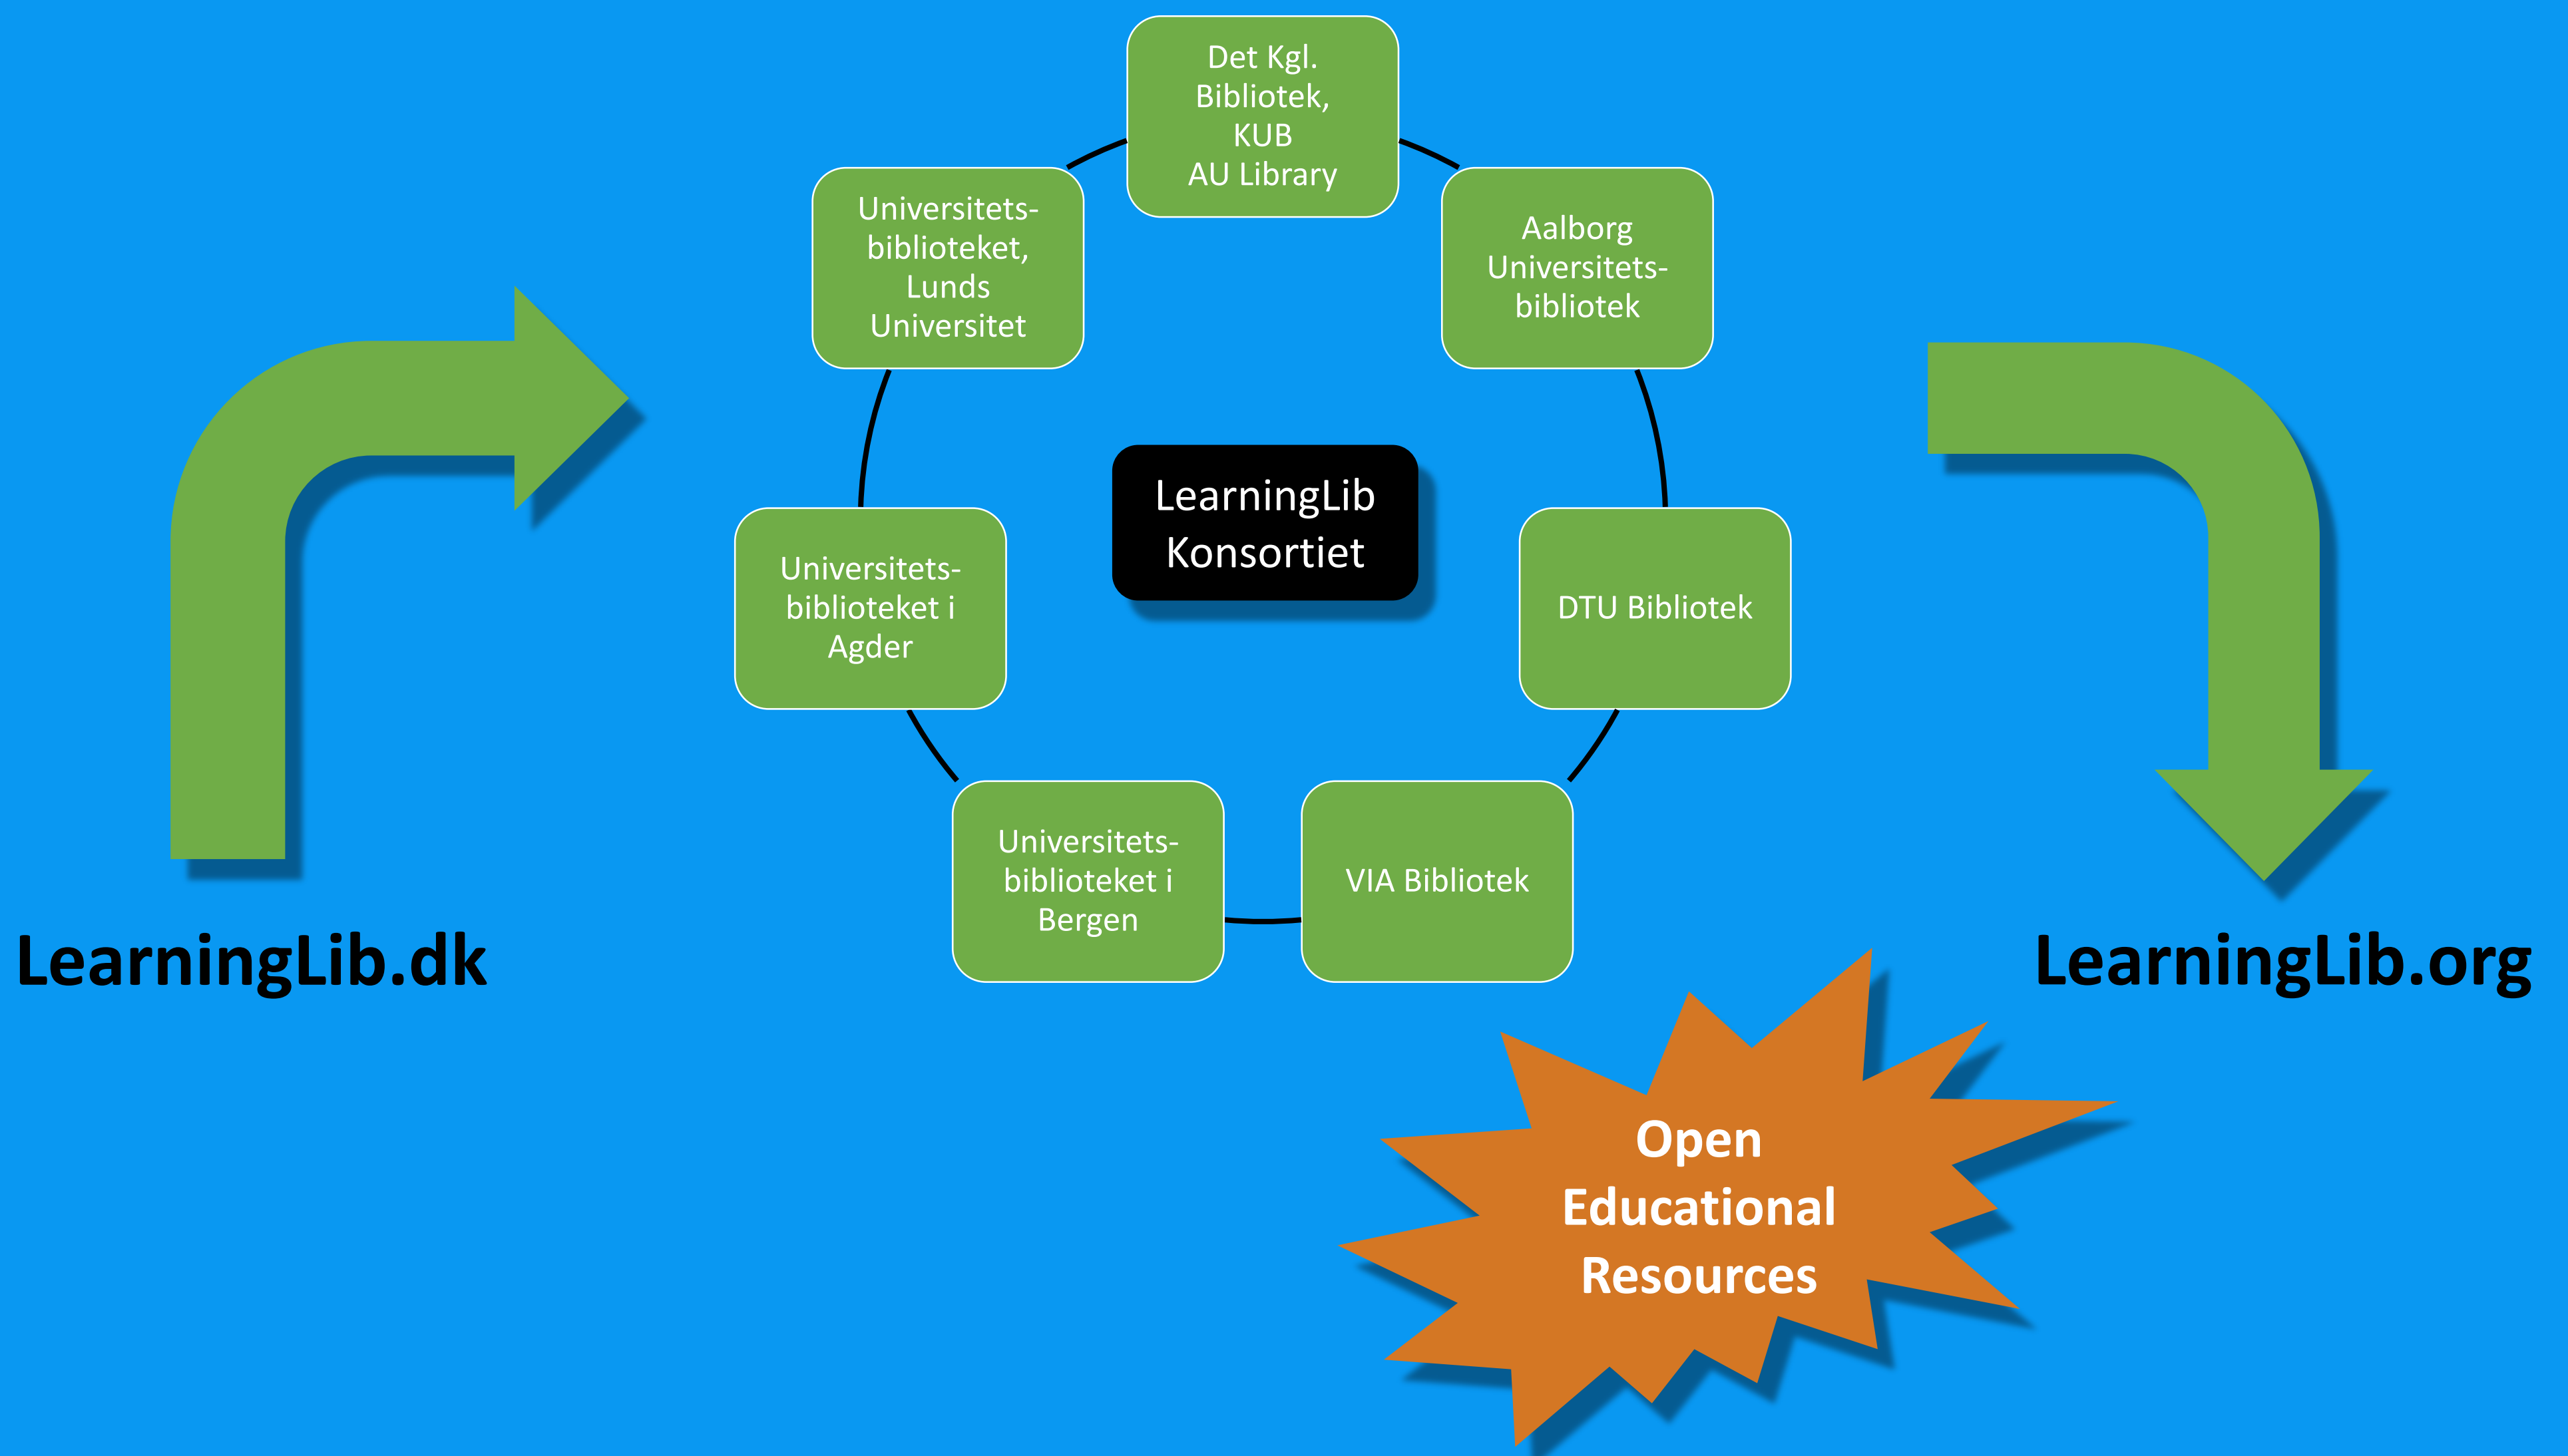 Det Kgl.
Bibliotek,
KUB
AU Library
Aalborg
Universitets-
bibliotek
DTU Bibliotek
VIA Bibliotek
Universitets-
biblioteket i
Bergen
Universitets-
biblioteket i
Agder
Universitets-
biblioteket,
Lunds
Universitet
LearningLib
Konsortiet
LearningLib.dk
LearningLib.org
Open
Educational
Resources